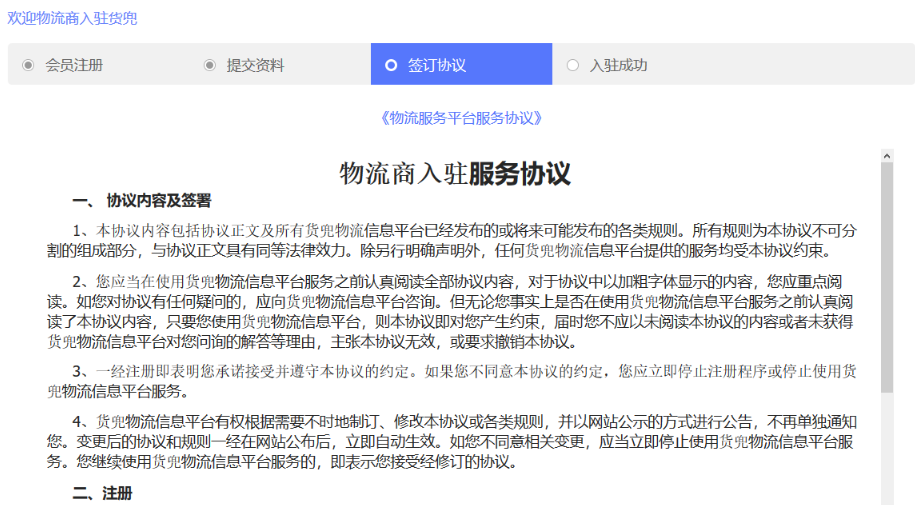 欢迎物流商入驻货兜
会员注册
提交资料
签订协议
入驻成功
《物流服务平台服务协议》
物流商入驻服务协议
一、 协议内容及签署
1、本协议内容包括协议正文及所有货兜物流信息平台已经发布的或将来可能发布的各类规则。所有规则为本协议不可分
割的组成部分，与协议正文具有同等法律效力。除另行明确声明外，任何货兜物流信息平台提供的服务均受本协议约束。
2、您应当在使用货兜物流信息平台服务之前认真阅读全部协议内容，对于协议中以加粗字体显示的内容，您应重点阅
读。如您对协议有任何疑问的，应向货兜物流信息平台咨询。但无论您事实上是否在使用货兜物流信息平台服务之前认真阅
读了本协议内容，只要您使用货兜物流信息平台，则本协议即对您产生约束，届时您不应以未阅读本协议的内容或者未获得
货兜物流信息平台对您问询的解答等理由，主张本协议无效，或要求撤销本协议。
3、一经注册即表明您承诺接受并遵守本协议的约定。如果您不同意本协议的约定，您应立即停止注册程序或停止使用货
兜物流信息平台服务。
4、货兜物流信息平台有权根据需要不时地制订、修改本协议或各类规则，并以网站公示的方式进行公告，不再单独通知
您。变更后的协议和规则一经在网站公布后，立即自动生效。如您不同意相关变更，应当立即停止使用货兜物流信息平台服
务。您继续使用货兜物流信息平台服务的，即表示您接受经修订的协议。
二、注册